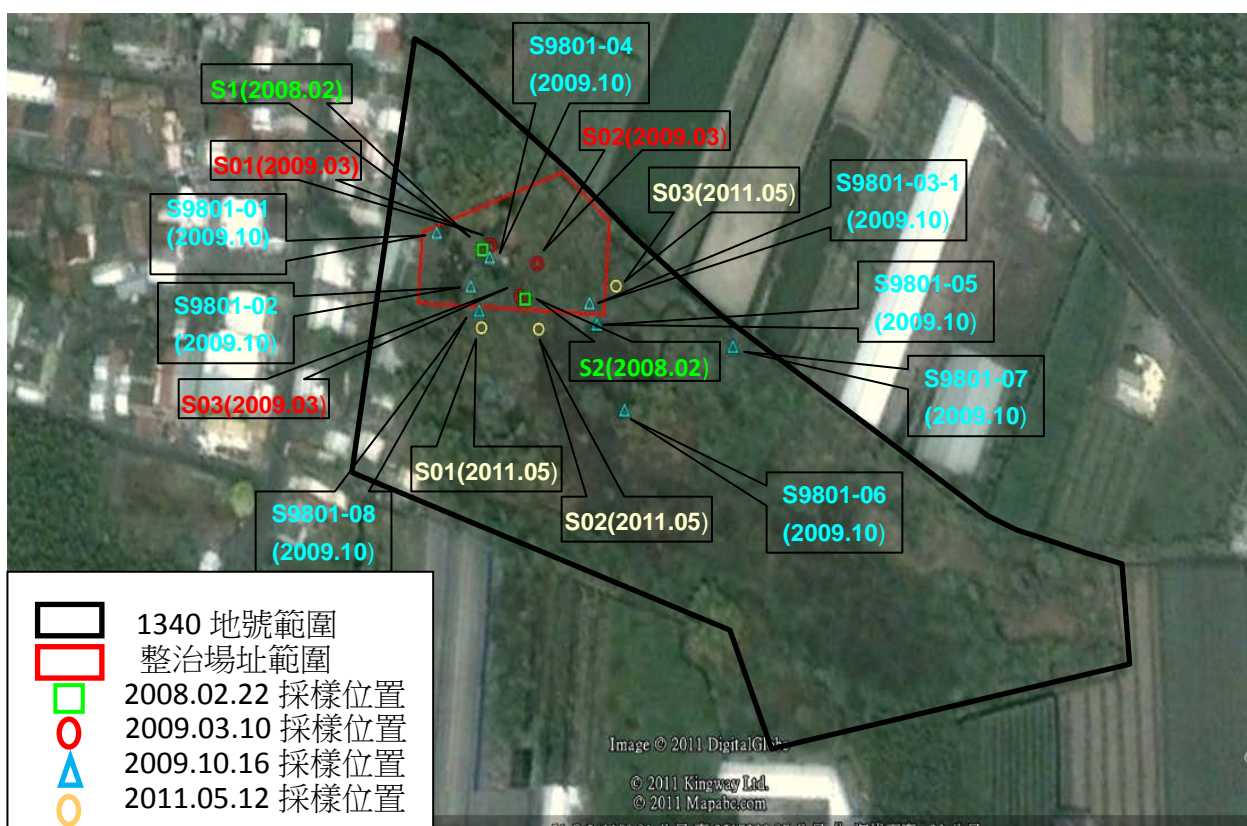 S9801-04
(2009.10)
S1(2008.02)
S02(2009.03)
S01(2009.03)
S03(2011.05)
S9801-03-1
(2009.10)
S9801-01
(2009.10)
S9801-05
(2009.10)
S9801-02
(2009.10)
S2(2008.02)
S9801-07
(2009.10)
S03(2009.03)
S01(2011.05)
S9801-06
(2009.10)
S02(2011.05)
S9801-08
(2009.10)
1340 地號範圍
整治場址範圍
2008.02.22 採樣位置
2009.03.10 採樣位置
2009.10.16 採樣位置
2011.05.12 採樣位置
Image © 2011 DigitalGlobe
© 2011 Kingway Ltd.
© 2011 Mapabc.com